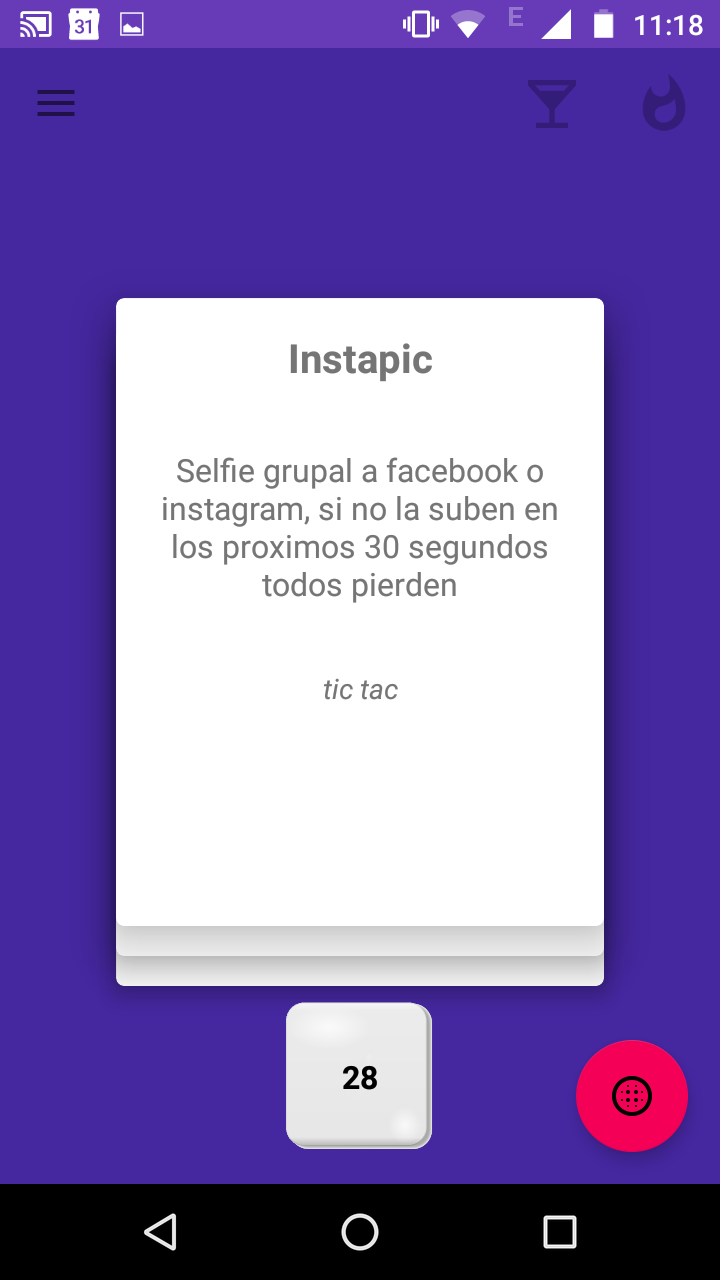 31
E
11:18
Instapic
Selfie grupal a facebook o
instagram, si no la suben en
los proximos 30 segundos
todos pierden
tic tac
28